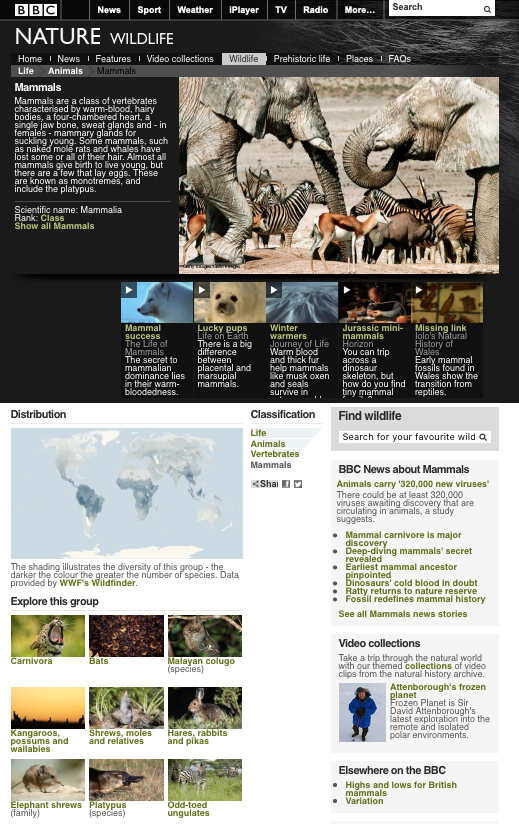 BBC News Sport Weather iPlayer TV Radio More... Search
NATURE WILDLIFE
Home News Features Video collections Wildlife Prehistoric life Places FAQs
Life Animals Mammals
Mammals
Mammals are a class of vertebrates
characterised by warm-blood, hairy
bodies, a four-chambered heart, a
single jaw bone, sweat glands and - in
females - mammary glands for
suckling young. Some mammals, such
as naked mole rats and whales have
lost some or all of their hair. Almost all
mammals give birth to live young, but
there are a few that lay eggs. These
are known as monotremes, and
include the platypus.
Scientific name: Mammalia
Rank: Class
Show all Mammals
Mammal
success
The Life of
Mammals
The secret to
mammalian
dominance lies
in their warm-
bloodedness.
Lucky pups
Life on Earth
There is a big
difference
between
placental and
marsupial
mammals.
Winter
warmers
Journey of Life
Warm blood
and thick fur
help mammals
like musk oxen
and seals
survive in
Jurassic mini-
mammals
Horizon
You can trip
across a
dinosaur
skeleton, but
how do you find
tiny mammal
Missing link
Iolo's Natural
History of
Wales
Early mammal
fossils found in
Wales show the
transition from
reptiles.
Distribution
The shading illustrates the diversity of this group - the
darker the colour the greater the number of species. Data
provided by WWF's Wildfinder.
Explore this group
Carnivora
Bats
Malayan colugo
(species)
Kangaroos,
possums and
wallabies
Shrews, moles
and relatives
Hares, rabbits
and pikas
Elephant shrews
(family)
Platypus
(species)
Odd-toed
ungulates
Classification
Life
Animals
Vertebrates
Mammals
Shar
Find wildlife
Search for your favourite wild
BBC News about Mammals
Animals carry '320,000 new viruses'
There could be at least 320,000
viruses awaiting discovery that are
circulating in animals, a study
suggests.
Mammal carnivore is major
discovery
Deep-diving mammals' secret
revealed
Earliest mammal ancestor
pinpointed
Dinosaurs' cold blood in doubt
Ratty returns to nature reserve
Fossil redefines mammal history
See all Mammals news stories
Video collections
Take a trip through the natural world
with our themed collections of video
clips from the natural history archive.
Attenborough's frozen
planet
Frozen Planet is Sir
David Attenborough's
latest exploration into the
remote and isolated
polar environments.
Elsewhere on the BBC
Highs and lows for British
mammals
Variation